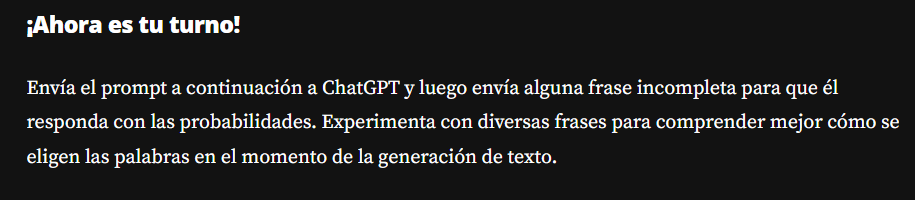 ¡Ahora es tu turno!
Envía el prompt a continuación a ChatGPT y luego envía alguna frase incompleta para que él
responda con las probabilidades. Experimenta con diversas frases para comprender mejor cómo se
eligen las palabras en el momento de la generación de texto.